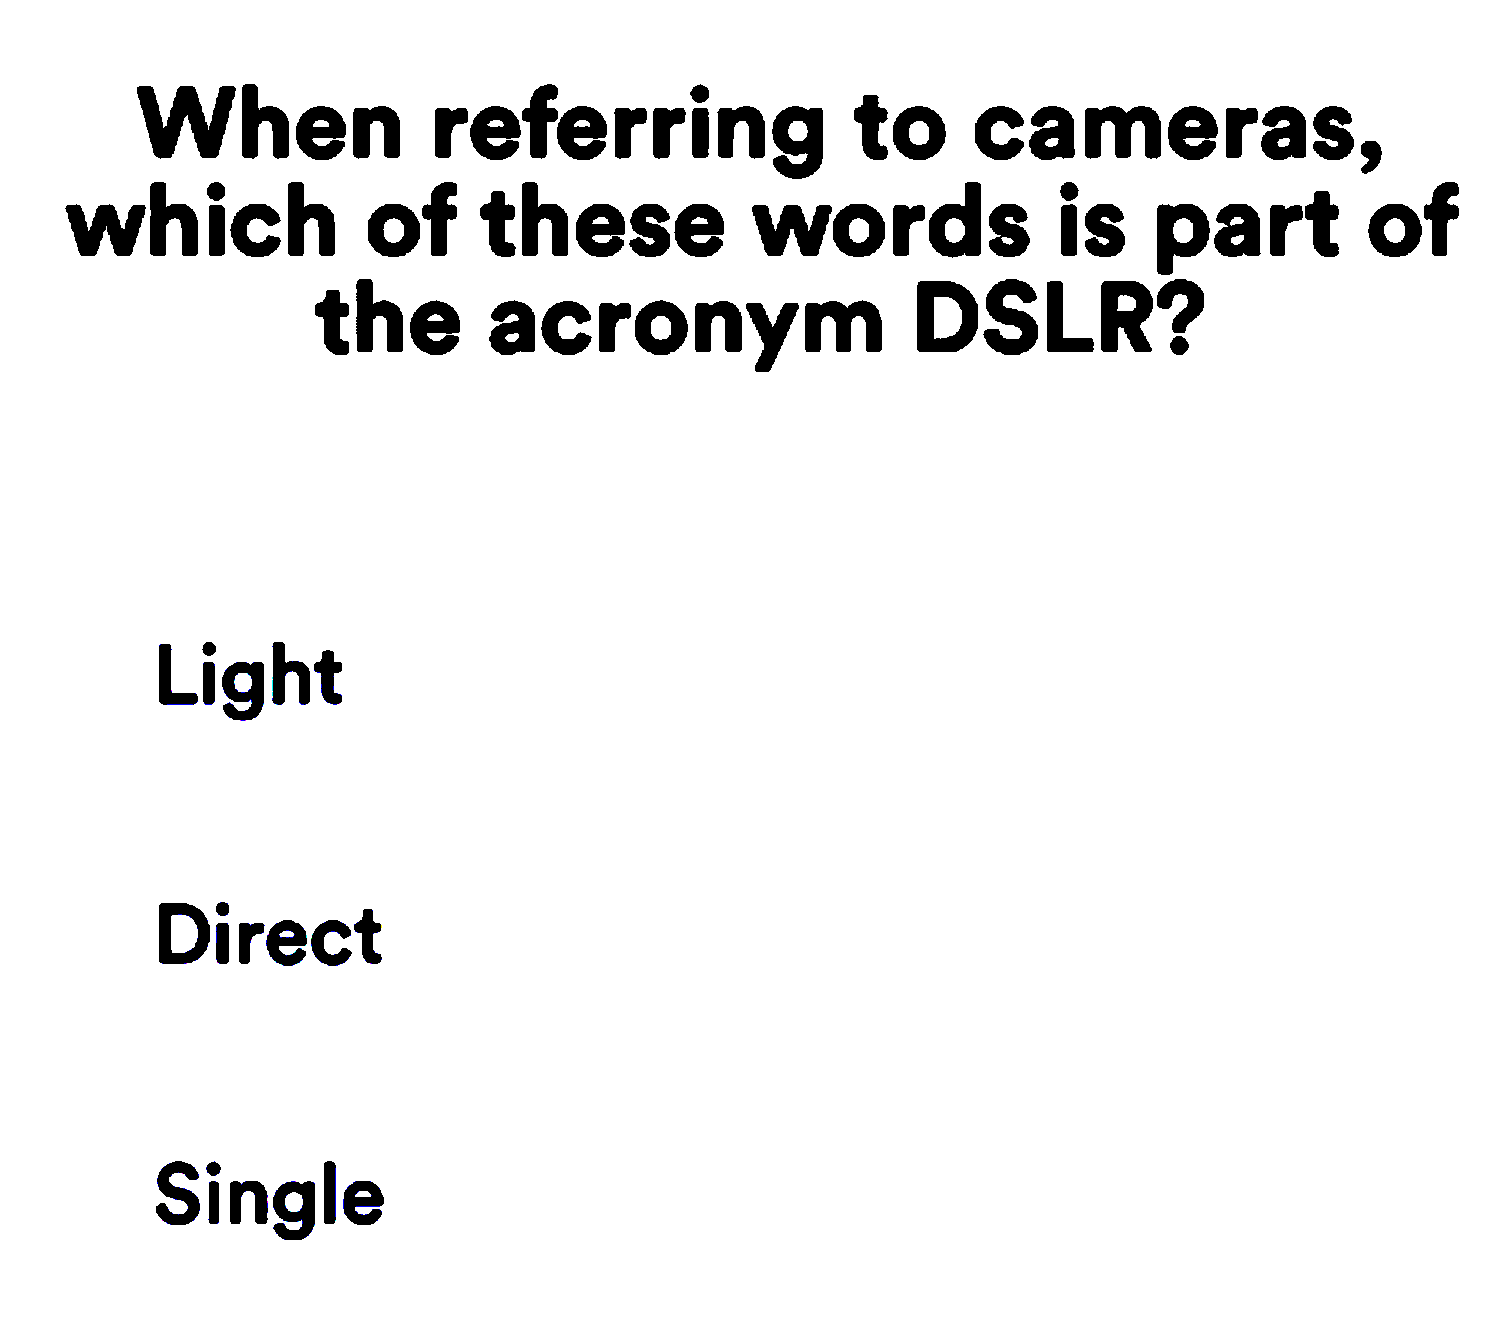 When referring to cameras,
which of these words is part of
the acronym DSLR?
Light
Direct
Single